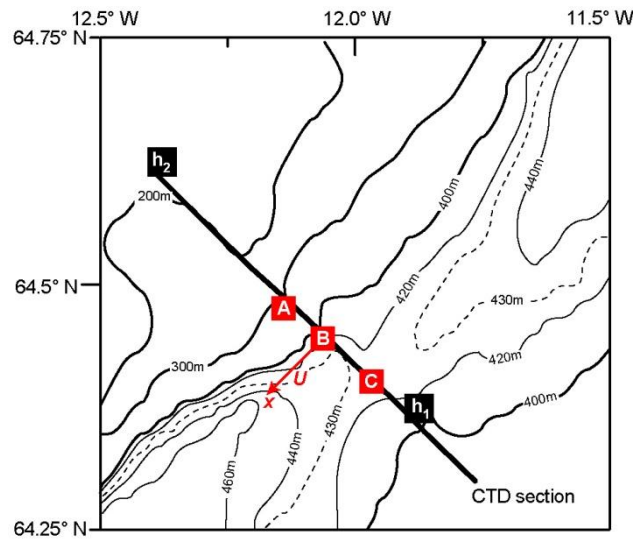 12.5° W
12.0° W
11.5° W
64.75° N
h2
200m
400m
440m
A
64.5° N
420m
430m
B
300m
U
C
420m
x
h1
400m
430m
440m
460m
CTD section
64.25° N